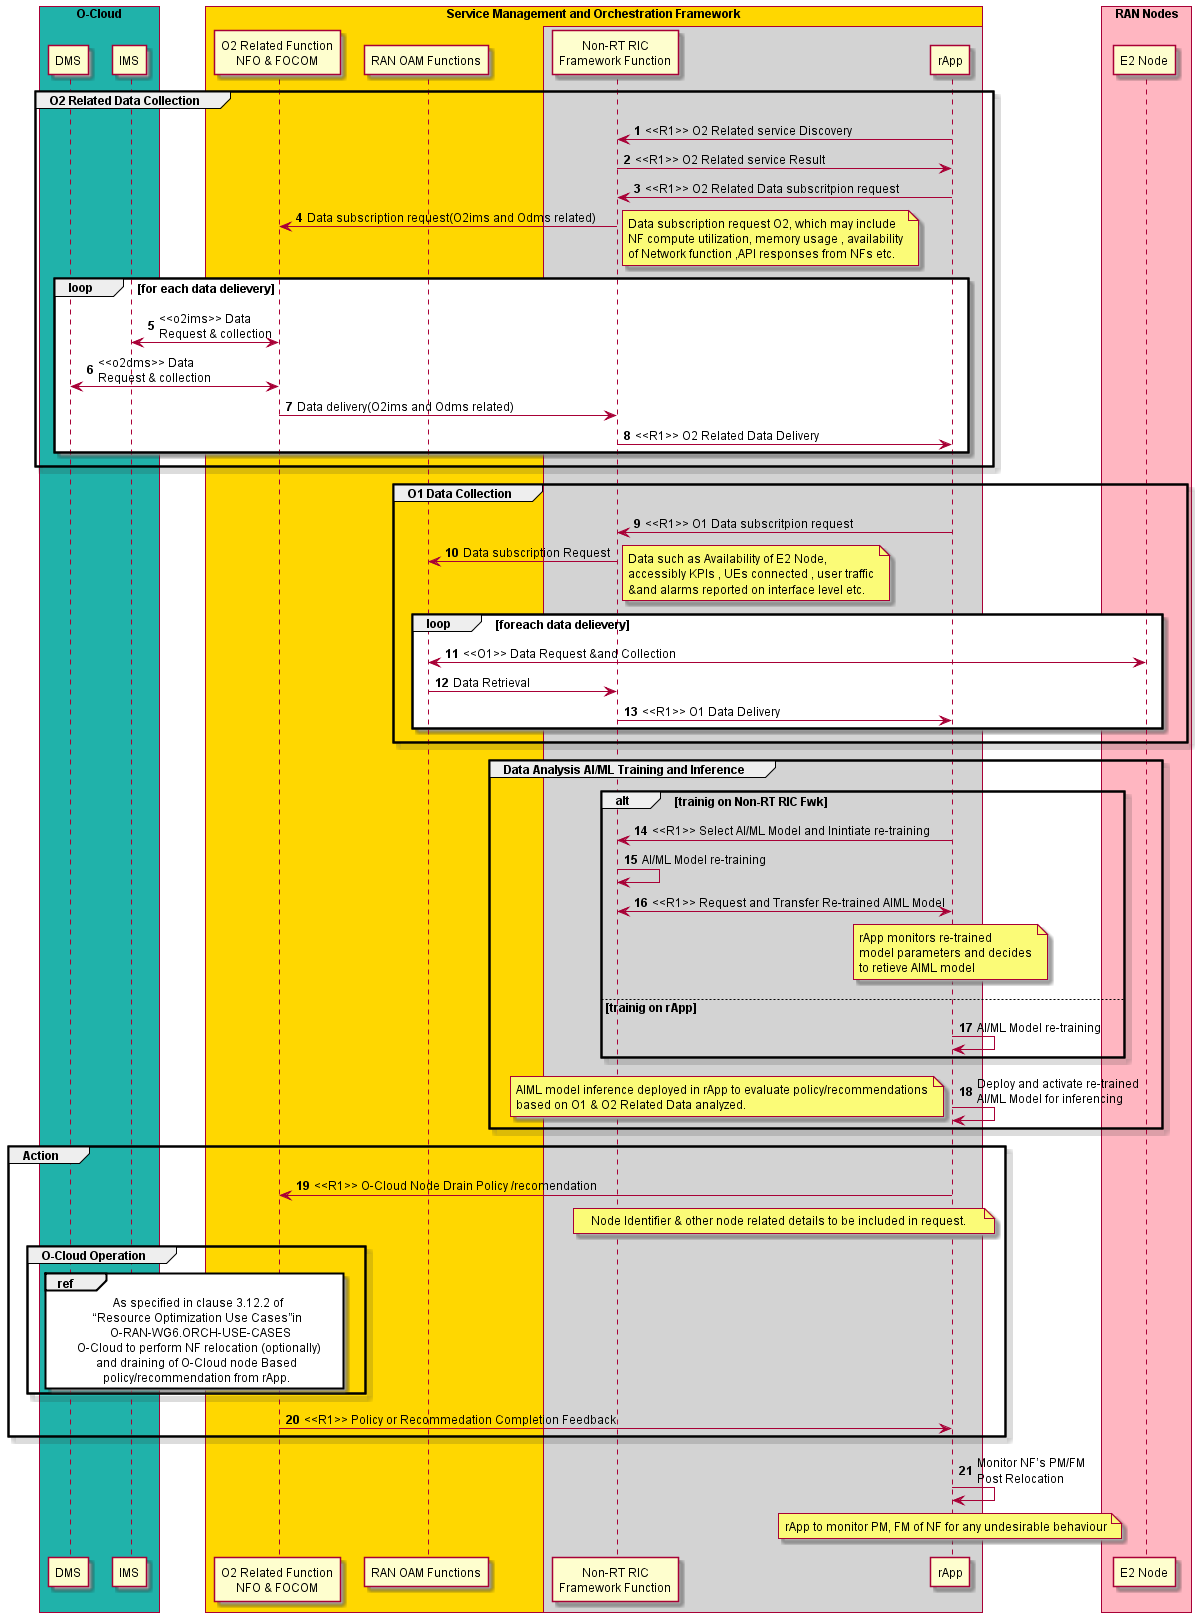 O-Cloud
Service Management and Orchestration Framework
RAN Nodes
DMS
IMS
O2 Related Function
NFO & FOCOM
RAN OAM Functions
Non-RT RIC
Framework Function
rApp
E2 Node
O2 Related Data Collection
1 <<R1>> O2 Related service Discovery
2 <<R1>> O2 Related service Result
3 <<R1>> O2 Related Data subscritpion request
4 Data subscription request(O2ims and Odms related)
Data subscription request O2, which may include
NF compute utilization, memory usage , availability
of Network function ,API responses from NFs etc.
loop [for each data delievery]
5 <<o2ims>> Data
Request & collection
6 <<o2dms>> Data
Request & collection
7 Data delivery(O2ims and Odms related)
8 <<R1>> O2 Related Data Delivery
O1 Data Collection
9 <<R1>> O1 Data subscritpion request
10 Data subscription Request
Data such as Availability of E2 Node,
accessibly KPIs , UEs connected , user traffic
&and alarms reported on interface level etc.
loop [foreach data delievery]
11 <<O1>> Data Request &and Collection
12 Data Retrieval
13 <<R1>> O1 Data Delivery
Data Analysis AI/ML Training and Inference
alt [trainig on Non-RT RIC Fwk]
14 <<R1>> Select AI/ML Model and Inintiate re-training
15 AI/ML Model re-training
16 <<R1>> Request and Transfer Re-trained AIML Model
rApp monitors re-trained
model parameters and decides
to retieve AIML model
[trainig on rApp]
17 AI/ML Model re-training
AIML model inference deployed in rApp to evaluate policy/recommendations
based on O1 & O2 Related Data analyzed.
18 Deploy and activate re-trained
AI/ML Model for inferencing
Action
19 <<R1>> O-Cloud Node Drain Policy /recomendation
Node Identifier & other node related details to be included in request.
O-Cloud Operation
ref
As specified in clause 3.12.2 of
“Resource Optimization Use Cases”in
O-RAN-WG6.ORCH-USE-CASES
O-Cloud to perform NF relocation (optionally)
and draining of O-Cloud node Based
policy/recommendation from rApp.
20 <<R1>> Policy or Recommedation Completion Feedback
21 Monitor NF's PM/FM
Post Relocation
rApp to monitor PM, FM of NF for any undesirable behaviour
DMS
IMS
O2 Related Function
NFO & FOCOM
RAN OAM Functions
Non-RT RIC
Framework Function
rApp
E2 Node